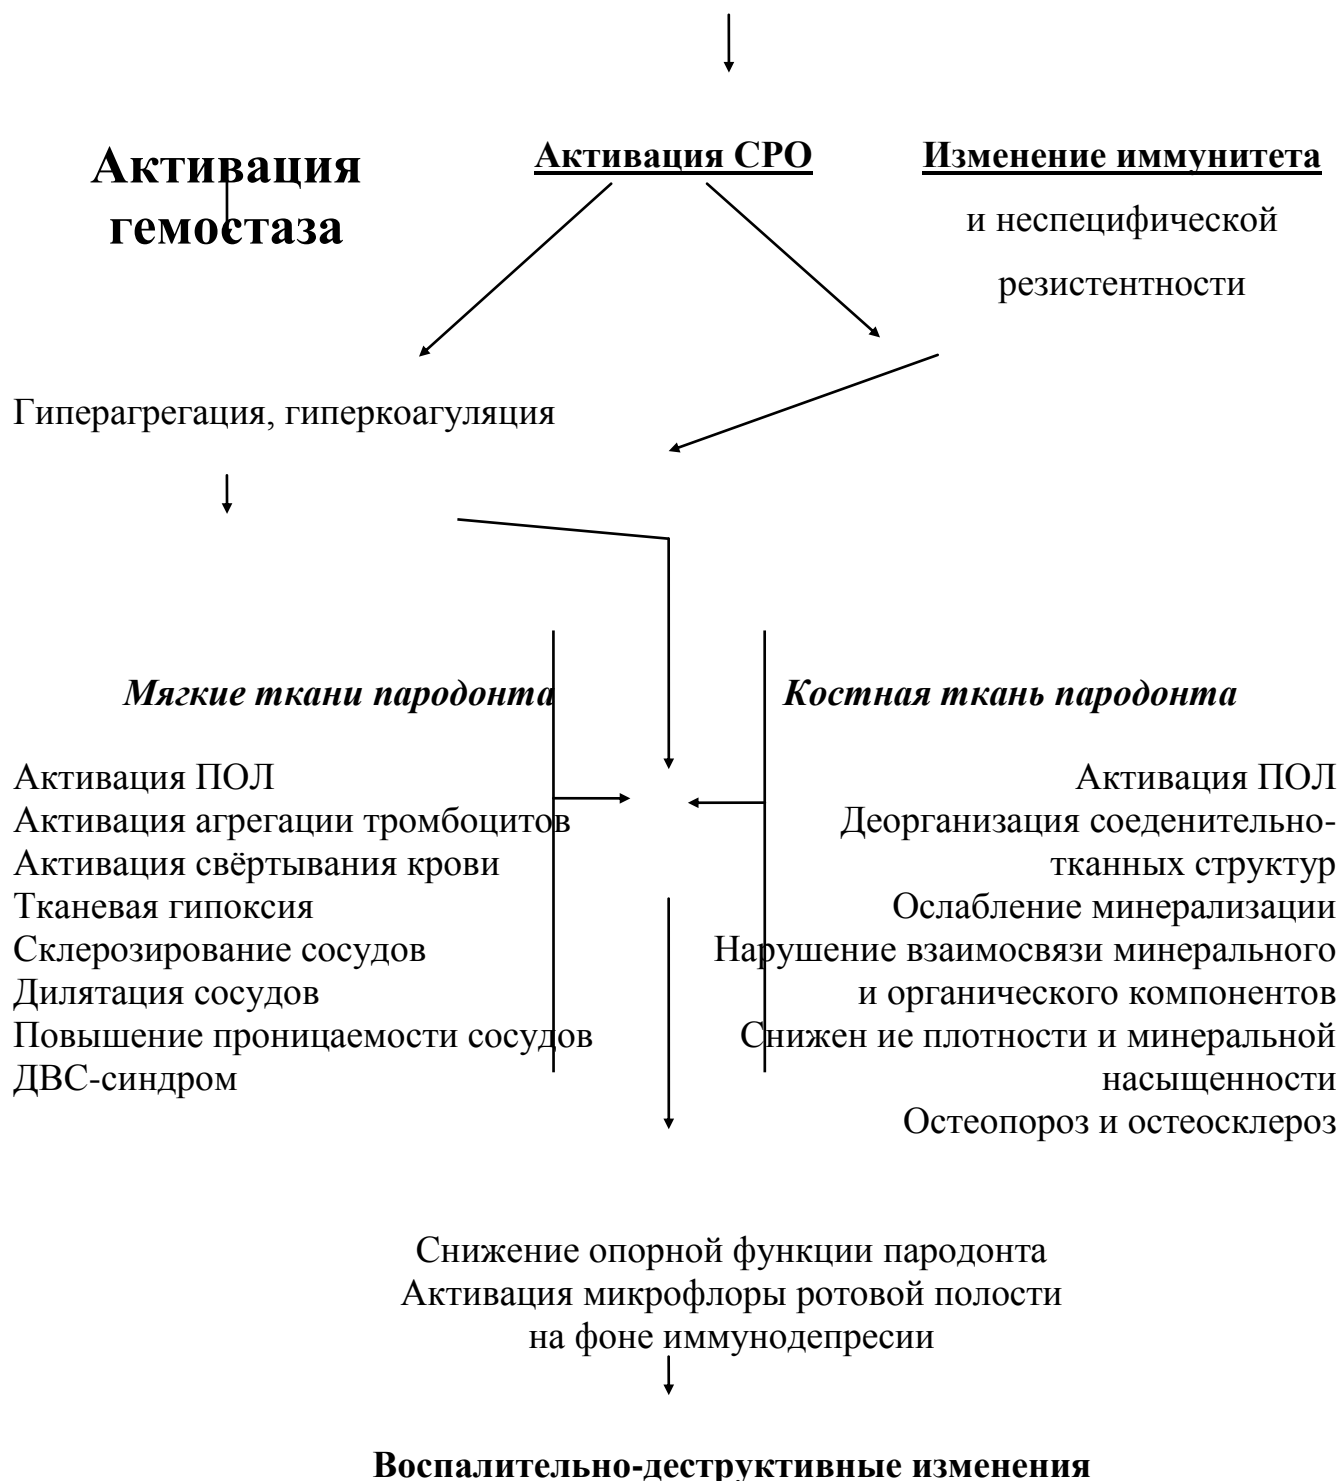 Активация
гемостаза
Активация СРО
Изменение иммунитета
и неспецифической
резистентности
Гиперагрегация, гиперкоагуляция
Мягкие ткани пародонта
Активация ПОЛ
Активация агрегации тромбоцитов
Активация свёртывания крови
Тканевая гипоксия
Склерозирование сосудов
Дилятация сосудов
Повышение проницаемости сосудов
ДВС-синдром
Костная ткань пародонта
Активация ПОЛ
Деорганизация соеденительно-
тканных структур
Ослабление минерализации
Нарушение взаимосвязи минерального
и органического компонентов
Снижен ие плотности и минеральной
насыщенности
Остеопороз и остеосклероз
Снижение опорной функции пародонта
Активация микрофлоры ротовой полости
на фоне иммунодепресии
Воспалительно-деструктивные изменения